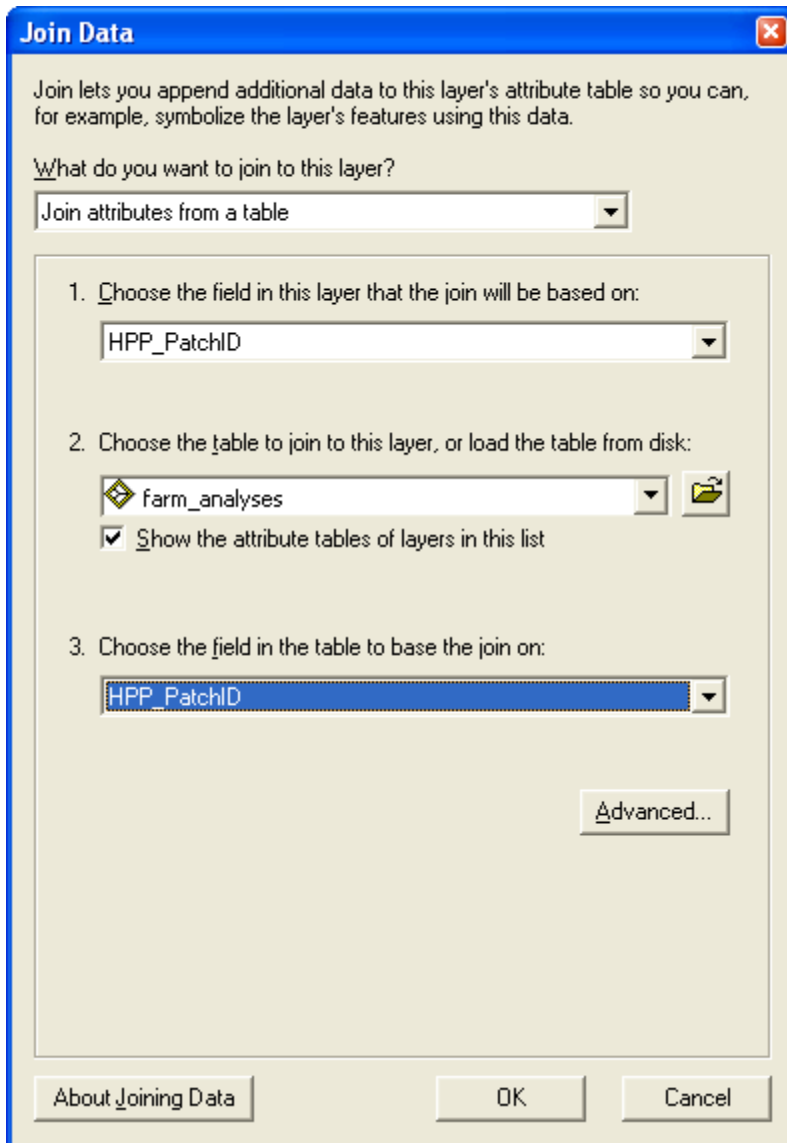 Join Data
Join lets you append additional data to this layer's attribute table so you can,
for example, symbolize the layer's features using this data.
What do you want to join to this layer?
Join attributes from a table
1. Choose the field in this layer that the join will be based on:
HPP_PatchID
2. Choose the table to join to this layer, or load the table from disk:
farm_analyses
Show the attribute tables of layers in this list
3. Choose the field in the table to base the join on:
HPP_PatchID
Advanced...
About Joining Data
OK
Cancel